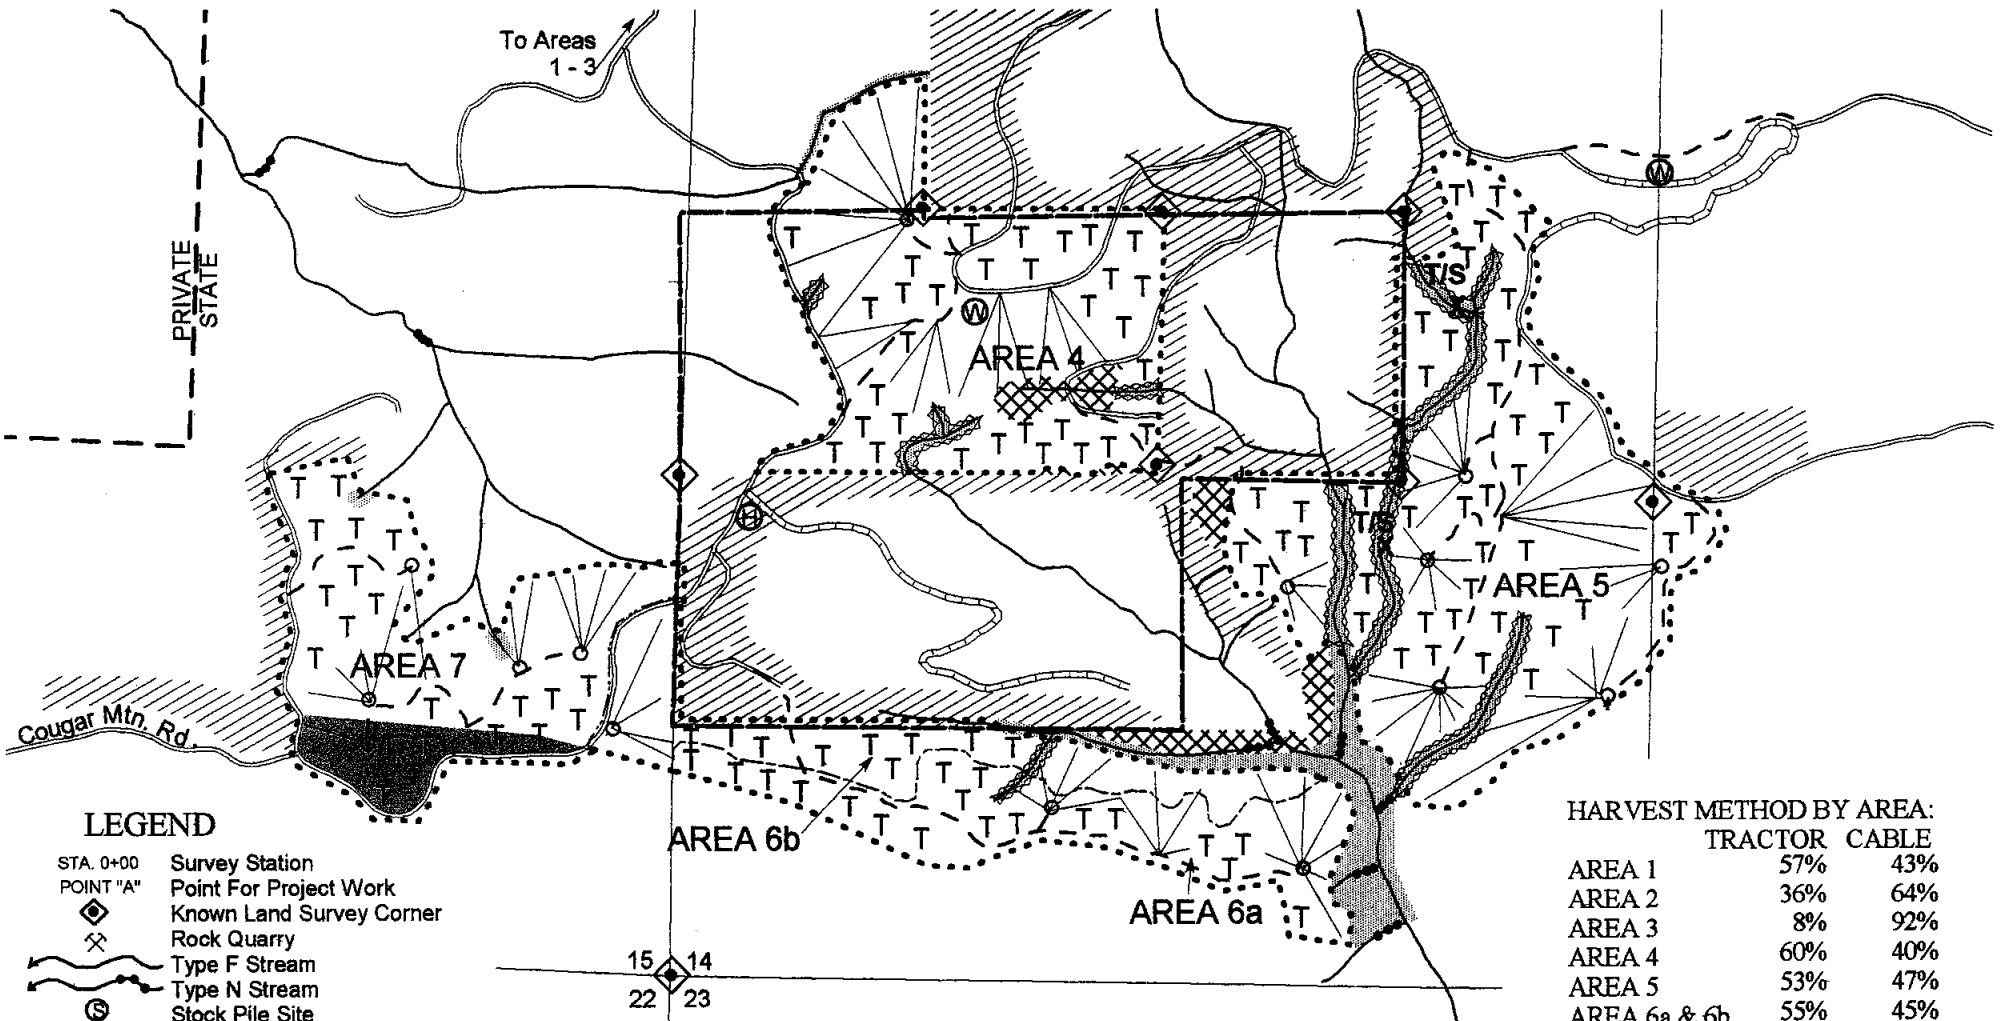 To Areas
1 - 3
PRIVATE
STATE
W
W
T/S
AREA 4
H
T/S
AREA 5
AREA 7
Cougar Mtn. Rd.
AREA 6b
AREA 6a
15 14
22 23
LEGEND
STA. 0+00 Survey Station
POINT "A" Point For Project Work
Known Land Survey Corner
Rock Quarry
Type F Stream
Type N Stream
S Stock Pile Site
HARVEST METHOD BY AREA:
TRACTOR CABLE
AREA 1 57% 43%
AREA 2 36% 64%
AREA 3 8% 92%
AREA 4 60% 40%
AREA 5 53% 47%
AREA 6a & 6b 55% 45%